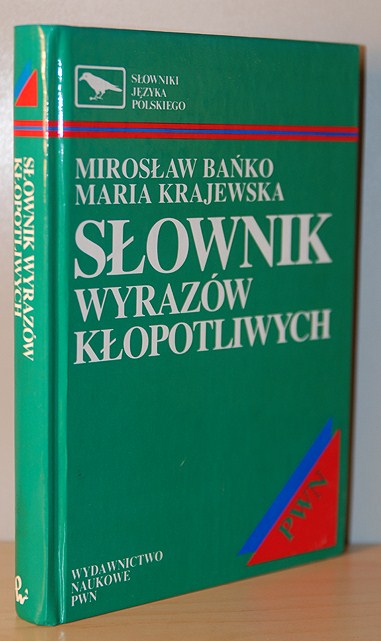 SŁOWNIKI
JĘZYKA
POLSKIEGO
MIROSŁAW BAŃKO
MARIA KRAJEWSKA
SŁOWNIK
WYRAZÓW
KŁOPOTLIWYCH
PWN
WYDAWNICTWO
NAUKOWE
PWN
SŁOWNIK WYRAZÓW
KŁOPOTLIWYCH